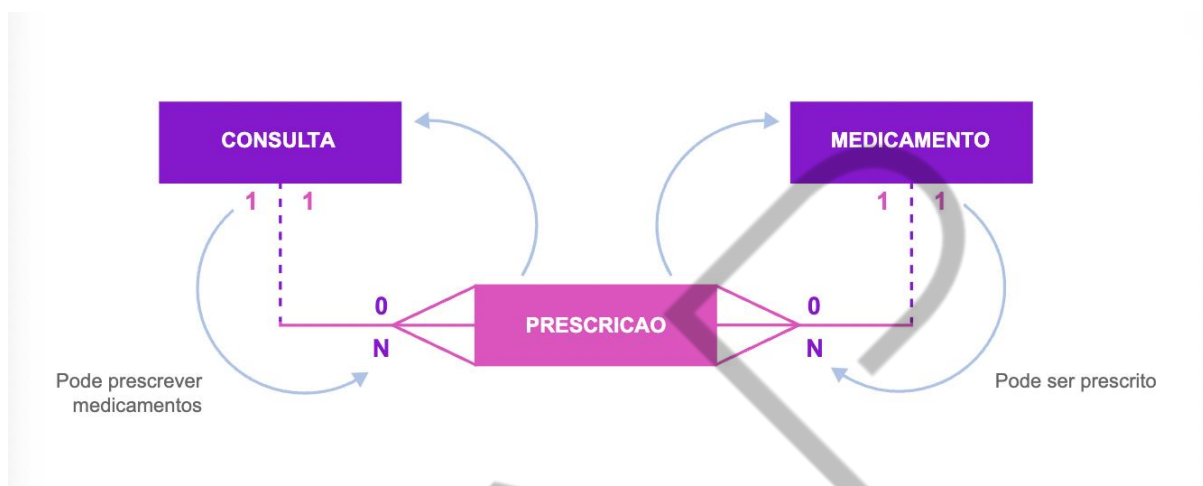 CONSULTA
MEDICAMENTO
1 1
1 1
0
0
PRESCRICAO
N
N
Pode prescrever
medicamentos
Pode ser prescrito